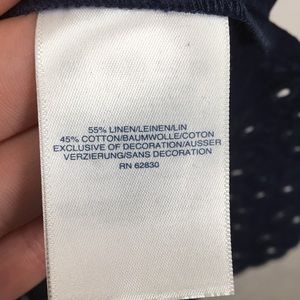 55% LINEN/LEINEN/LIN
45% COTTON/BAUMWOLLE/COTON
EXCLUSIVE OF DECORATION/AUSSER
VERZIERUNG/SANS DECORATION
RN 62830